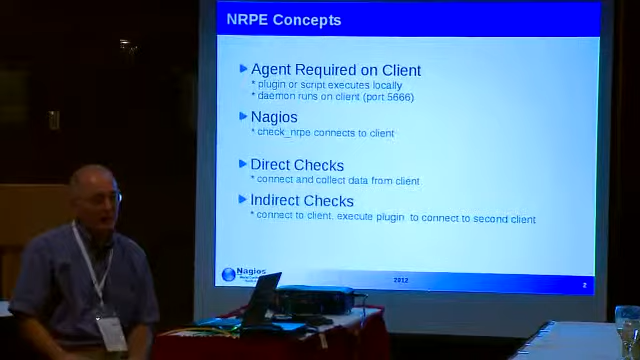 NRPE Concepts
Agent Required on Client
* plugin or script executes locally
* daemon runs on client (port 5666)
Nagios
* check_nrpe connects to client
Direct Checks
* connect and collect data from client
Indirect Checks
* connect to client, execute plugin to connect to second client
Nagios
2012
2